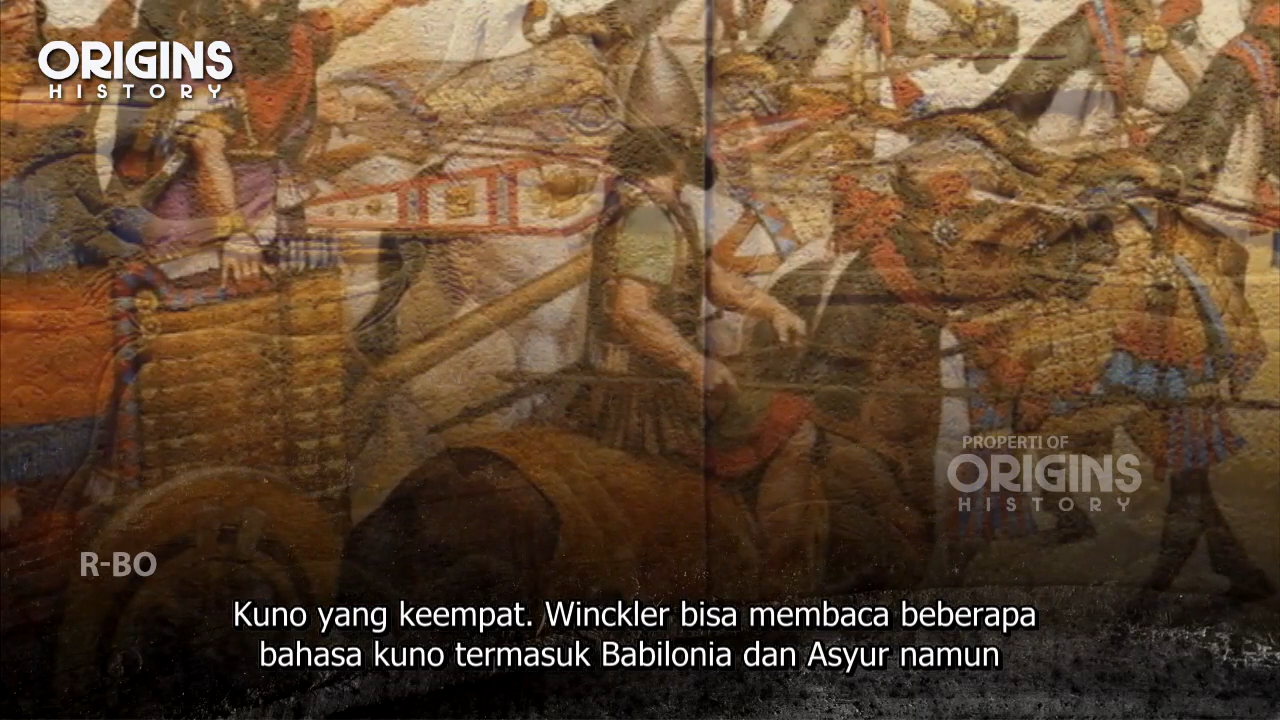 ORIGINS
HISTORY
PROPERTI OF
ORIGINS
HISTORY
R-BO
Kuno yang keempat. Winckler bisa membaca beberapa
bahasa kuno termasuk Babilonia dan Asyur namun